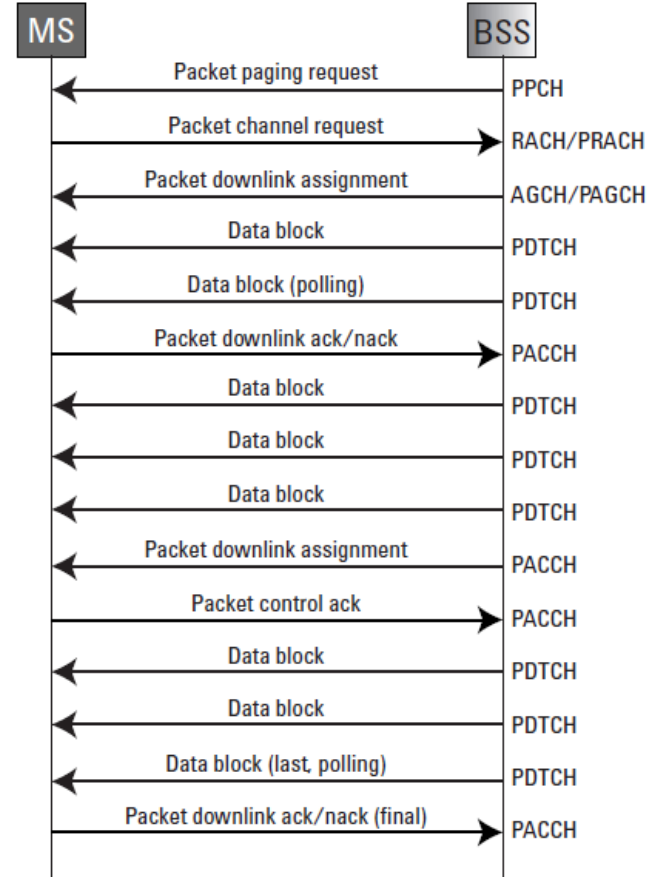 MS BSS
Packet paging request PPCH
Packet channel request RACH/PRACH
Packet downlink assignment AGCH/PAGCH
Data block PDTCH
Data block (polling) PDTCH
Packet downlink ack/nack PACCH
Data block PDTCH
Data block PDTCH
Data block PDTCH
Packet downlink assignment PACCH
Packet control ack PACCH
Data block PDTCH
Data block PDTCH
Data block (last, polling) PDTCH
Packet downlink ack/nack (final) PACCH